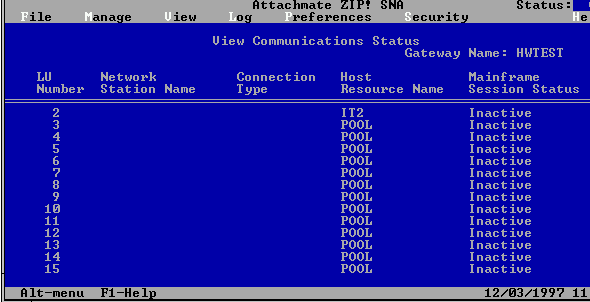 Attachmate ZIP! SNA Status:
File Manage View Log Preferences Security He
View Communications Status
Gateway Name: HWTEST
LU Network Connection Host Mainframe
Number Station Name Type Resource Name Session Status
2 IT2 Inactive
3 POOL Inactive
4 POOL Inactive
5 POOL Inactive
6 POOL Inactive
7 POOL Inactive
8 POOL Inactive
9 POOL Inactive
10 POOL Inactive
11 POOL Inactive
12 POOL Inactive
13 POOL Inactive
14 POOL Inactive
15 POOL Inactive
Alt-menu F1-Help 12/03/1997 11